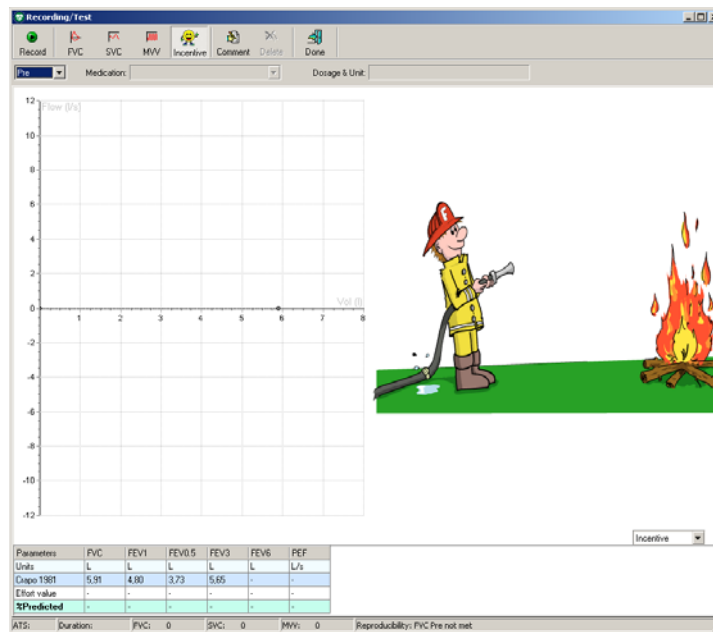 Recording/Test
Record FVC SVC MVV Incentive Comment Delete Done
Pre Medication: Dosage & Unit:
12 Flow (l/s)
10
8
6
4
2
0 Vol (l)
1 2 3 4 5 6 7 8
-2
-4
-6
-8
-10
-12
F
Incentive
Parameters FVC FEV1 FEV0.5 FEV3 FEV6 PEF
Units L L L L L L/s
Crapo 1981 5,91 4,80 3,73 5,65 - -
Effort value - - - - - -
%Predicted - - - - - -
ATS: Duration: FVC: 0 SVC: 0 MVV: 0 Reproducibility: FVC Pre not met